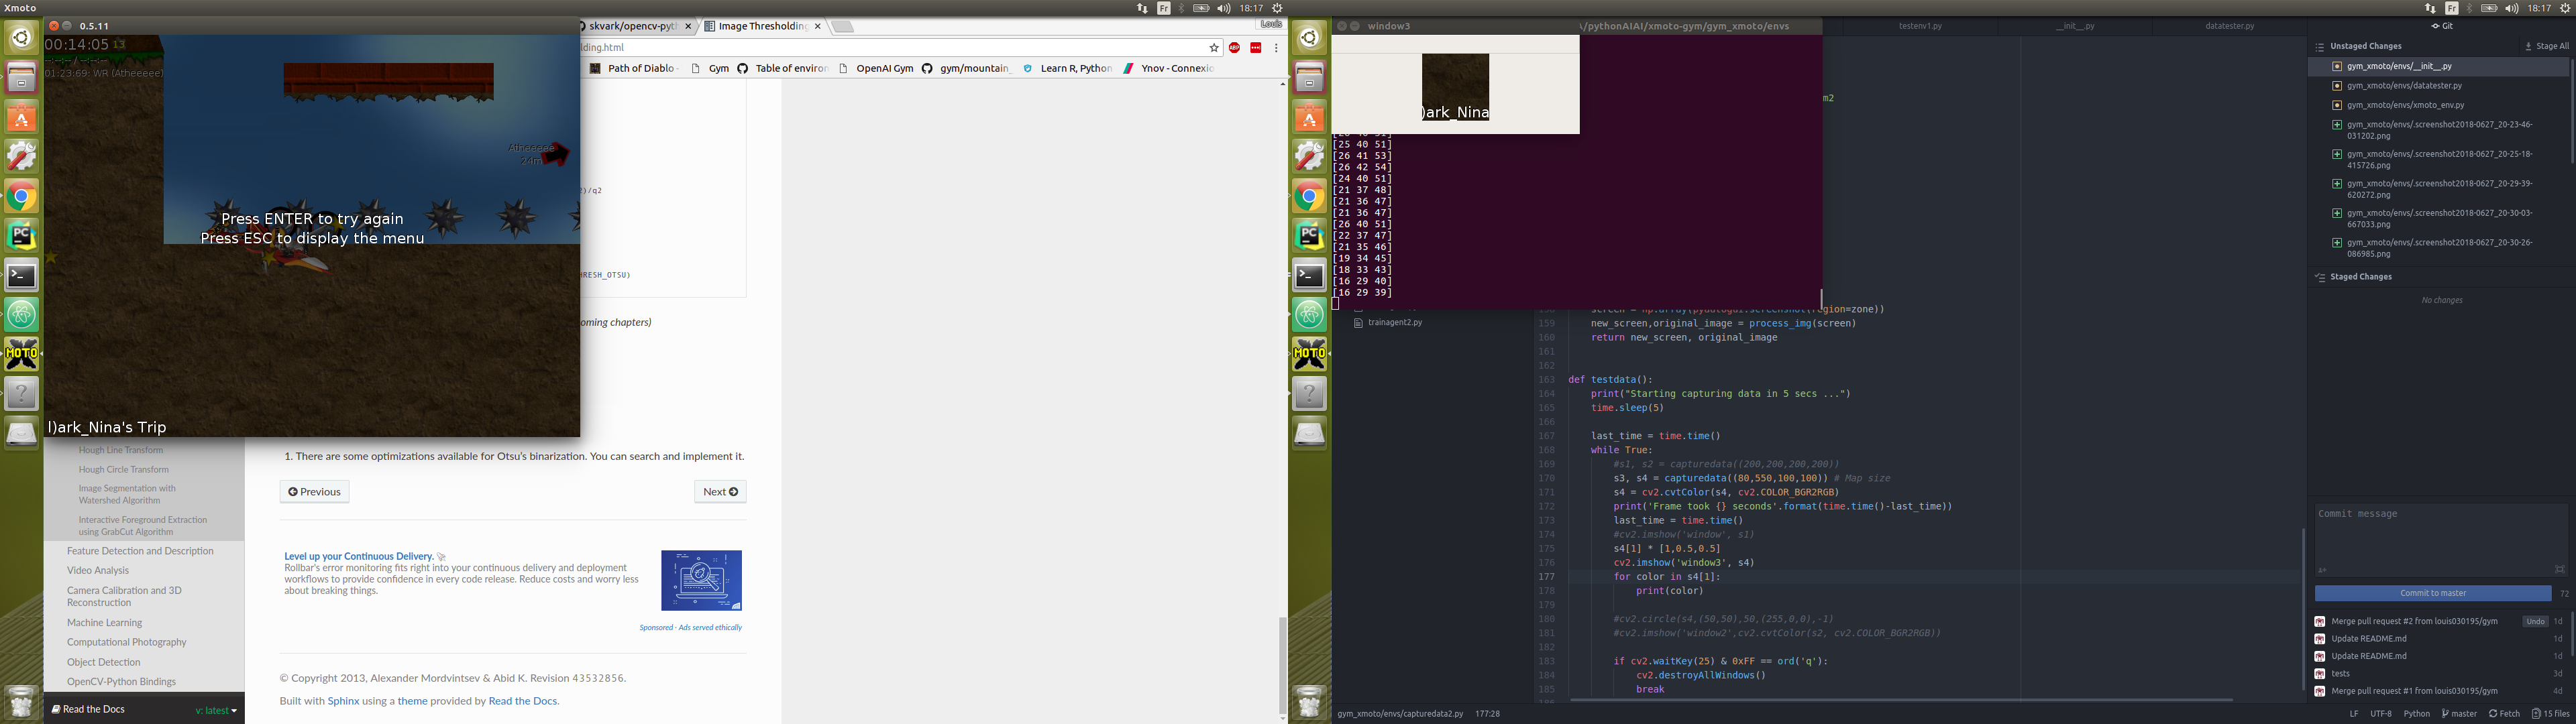 Xmoto
Fr
18:17
0.5.11
00:14:05 13
--:--:-- / --:--:--
01:23:69: WR (Atheeeee)
Atheeeee
24m
Press ENTER to try again
Press ESC to display the menu
l)ark_Nina's Trip
MOTO
skvark/opencv-pyth
Image Thresholding
Louis
lding.html
ABP
Path of Diablo -
Gym
Table of environ
OpenAI Gym
gym/mountain_
Learn R, Python
Ynov - Connexio
)/q2
HRESH_OTSU)
oming chapters)
1. There are some optimizations available for Otsu's binarization. You can search and implement it.
Previous
Next
Level up your Continuous Delivery.
Rollbar's error monitoring fits right into your continuous delivery and deployment
workflows to provide confidence in every code release. Reduce costs and worry less
about breaking things.
Sponsored · Ads served ethically
© Copyright 2013, Alexander Mordvintsev & Abid K. Revision 43532856.
Built with Sphinx using a theme provided by Read the Docs.
Hough Line Transform
Hough Circle Transform
Image Segmentation with
Watershed Algorithm
Interactive Foreground Extraction
using GrabCut Algorithm
Feature Detection and Description
Video Analysis
Camera Calibration and 3D
Reconstruction
Machine Learning
Computational Photography
Object Detection
OpenCV-Python Bindings
Read the Docs
v: latest
Fr
18:17
MOTO
window3
\/pythonAIAI/xmoto-gym/gym_xmoto/envs
)ark_Nina
m2
[26 40 51]
[25 40 51]
[26 41 53]
[26 42 54]
[24 40 51]
[21 37 48]
[21 36 47]
[21 36 47]
[26 40 51]
[22 37 47]
[21 35 46]
[19 34 45]
[18 33 43]
[16 29 40]
[16 29 39]
trainagent2.py
testenv1.py
__init__.py
datatester.py
158 screen = np.array(pyautogui.screenshot(region=zone))
159 new_screen,original_image = process_img(screen)
160 return new_screen, original_image
161
162
163 def testdata():
164 print("Starting capturing data in 5 secs ...")
165 time.sleep(5)
166
167 last_time = time.time()
168 while True:
169 #s1, s2 = capturedata((200,200,200,200))
170 s3, s4 = capturedata((80,550,100,100)) # Map size
171 s4 = cv2.cvtColor(s4, cv2.COLOR_BGR2RGB)
172 print('Frame took {} seconds'.format(time.time()-last_time))
173 last_time = time.time()
174 #cv2.imshow('window', s1)
175 s4[1] * [1,0.5,0.5]
176 cv2.imshow('window3', s4)
177 for color in s4[1]:
178 print(color)
179
180 #cv2.circle(s4,(50,50),50,(255,0,0),-1)
181 #cv2.imshow('window2',cv2.cvtColor(s2, cv2.COLOR_BGR2RGB))
182
183 if cv2.waitKey(25) & 0xFF == ord('q'):
184 cv2.destroyAllWindows()
185 break
gym_xmoto/envs/capturedata2.py
177:28
Git
Unstaged Changes
Stage All
gym_xmoto/envs/__init__.py
gym_xmoto/envs/datatester.py
gym_xmoto/envs/xmoto_env.py
gym_xmoto/envs/.screenshot2018-0627_20-23-46-
031202.png
gym_xmoto/envs/.screenshot2018-0627_20-25-18-
415726.png
gym_xmoto/envs/.screenshot2018-0627_20-29-39-
620272.png
gym_xmoto/envs/.screenshot2018-0627_20-30-03-
667033.png
gym_xmoto/envs/.screenshot2018-0627_20-30-26-
086985.png
Staged Changes
No changes
Commit message
Commit to master
72
Merge pull request #2 from louis030195/gym
Undo
1d
Update README.md
1d
Update README.md
1d
tests
3d
Merge pull request #1 from louis030195/gym
4d
LF
UTF-8
Python
master
Fetch
15 files